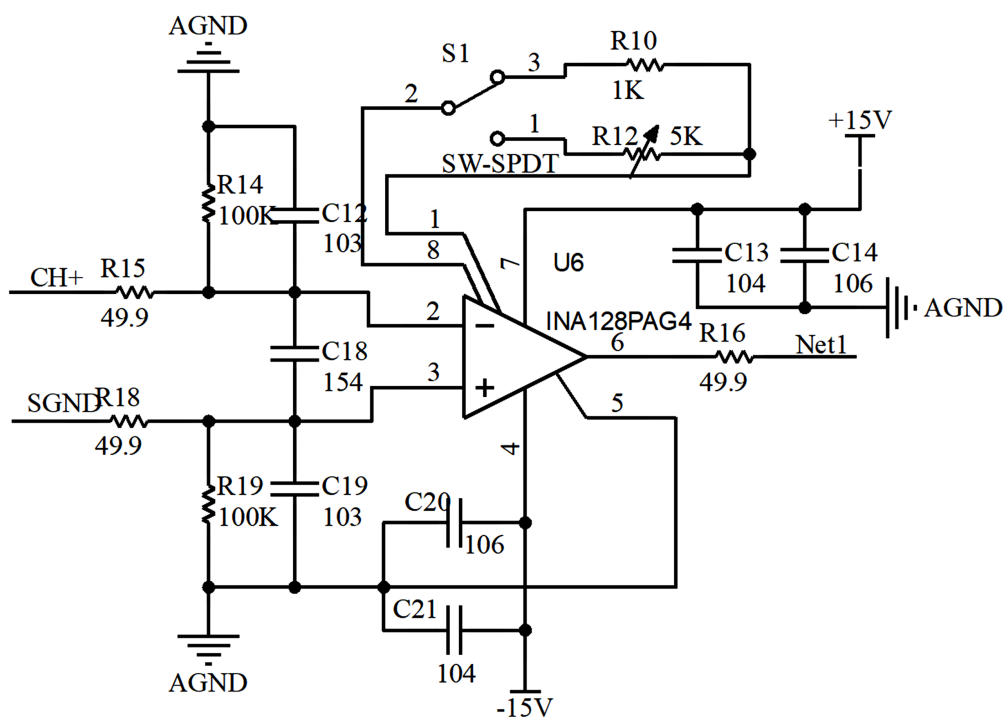 AGND
S1
3
R10
1K
2
1
R12
5K
SW-SPDT
+15V
R14
100K
C12
103
1
8
7
U6
C13
104
C14
106
CH+
R15
49.9
2
INA128PAG4
AGND
C18
154
3
6
R16
49.9
Net1
SGND
R18
49.9
5
4
R19
100K
C19
103
C20
106
C21
104
AGND
-15V